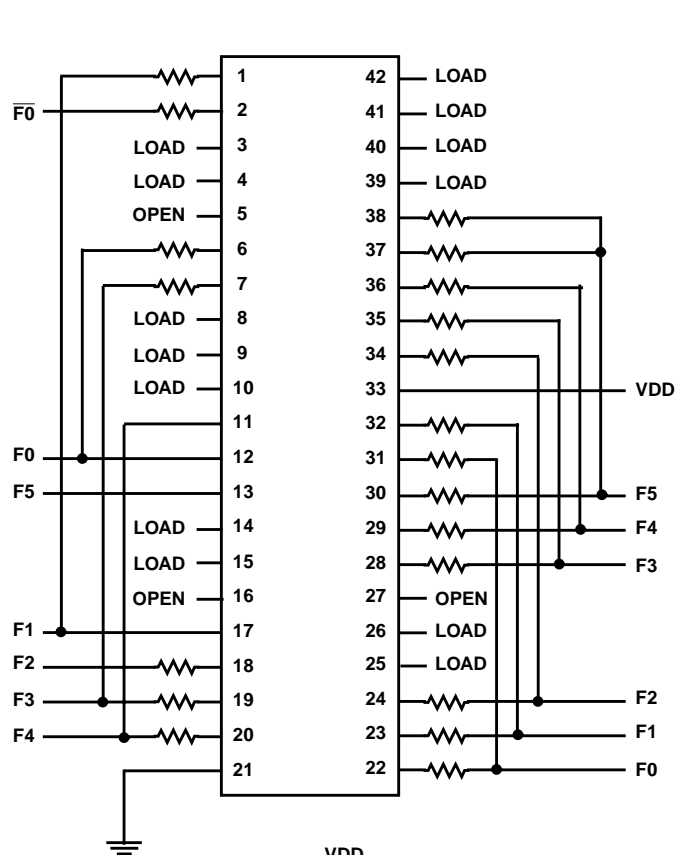 1 42 LOAD
F̅0̅ 2 41 LOAD
LOAD 3 40 LOAD
LOAD 4 39 LOAD
OPEN 5 38
6 37
7 36
LOAD 8 35
LOAD 9 34
LOAD 10 33 VDD
11 32
F0 12 31
F5 13 30 F5
LOAD 14 29 F4
LOAD 15 28 F3
OPEN 16 27 OPEN
F1 17 26 LOAD
F2 18 25 LOAD
F3 19 24 F2
F4 20 23 F1
21 22 F0
VDD